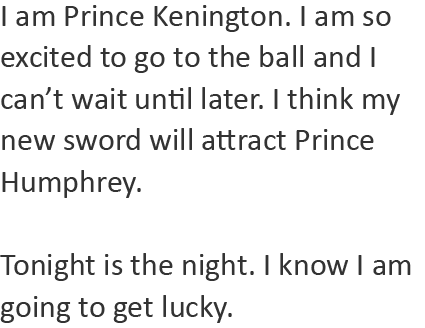 I am Prince Kenington. I am so
excited to go to the ball and I
can’t wait until later. I think my
new sword will attract Prince
Humphrey.

Tonight is the night. I know I am
going to get lucky.